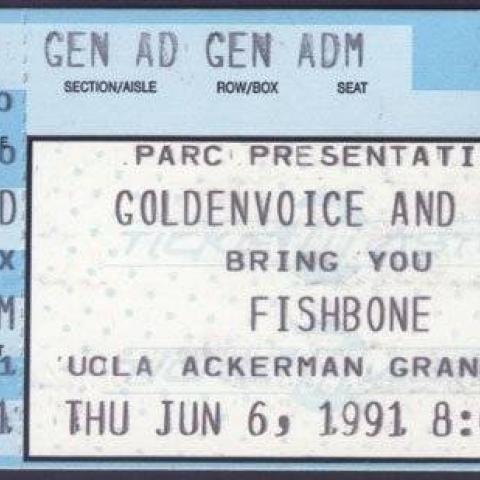 GEN AD GEN ADM
SECTION/AISLE ROW/BOX SEAT
PARC PRESENTATI
GOLDENVOICE AND
BRING YOU
FISHBONE
UCLA ACKERMAN GRAN
THU JUN 6, 1991 8: